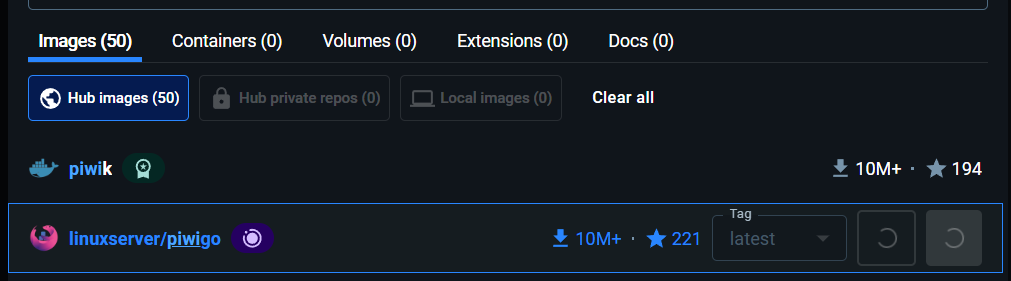 Images (50) Containers (0) Volumes (0) Extensions (0) Docs (0)
Hub images (50) Hub private repos (0) Local images (0) Clear all
piwik 10M+ · 194
Tag
linuxserver/piwigo 10M+ · 221 latest